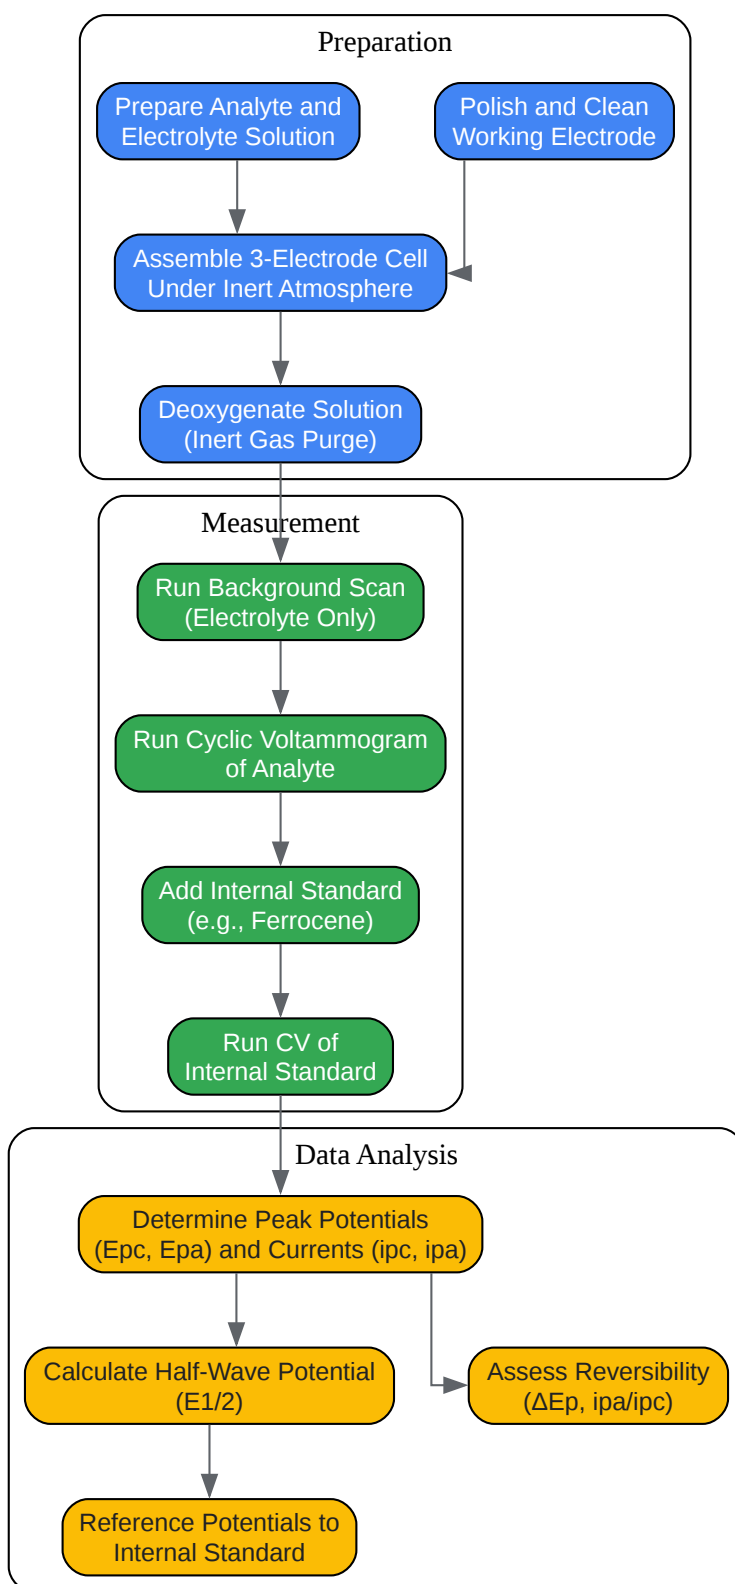 Preparation
Prepare Analyte and
Electrolyte Solution
Polish and Clean
Working Electrode
Assemble 3-Electrode Cell
Under Inert Atmosphere
Deoxygenate Solution
(Inert Gas Purge)
Measurement
Run Background Scan
(Electrolyte Only)
Run Cyclic Voltammogram
of Analyte
Add Internal Standard
(e.g., Ferrocene)
Run CV of
Internal Standard
Data Analysis
Determine Peak Potentials
(Epc, Epa) and Currents (ipc, ipa)
Calculate Half-Wave Potential
(E1/2)
Assess Reversibility
(ΔEp, ipa/ipc)
Reference Potentials to
Internal Standard